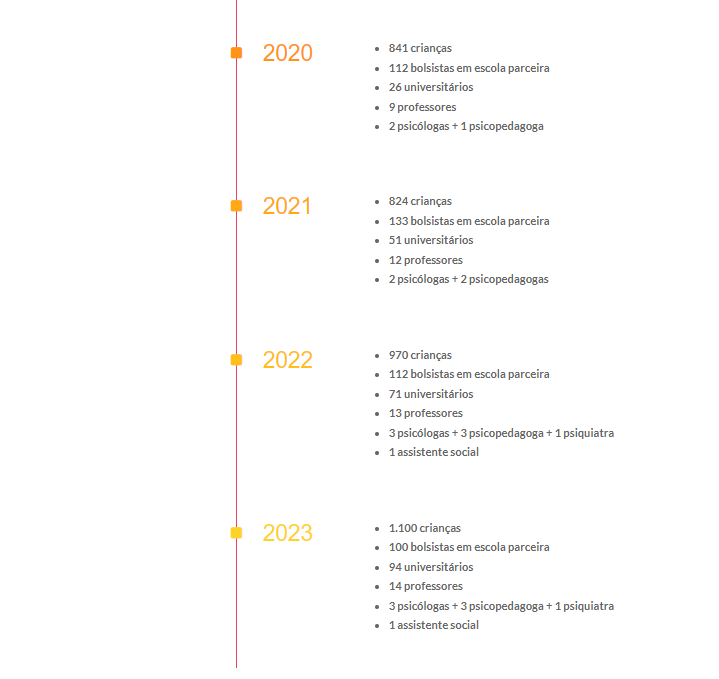 2020
841 crianças
112 bolsistas em escola parceira
26 universitários
9 professores
2 psicólogas + 1 psicopedagoga
2021
824 crianças
133 bolsistas em escola parceira
51 universitários
12 professores
2 psicólogas + 2 psicopedagogas
2022
970 crianças
112 bolsistas em escola parceira
71 universitários
13 professores
3 psicólogas + 3 psicopedagoga + 1 psiquiatra
1 assistente social
2023
1.100 crianças
100 bolsistas em escola parceira
94 universitários
14 professores
3 psicólogas + 3 psicopedagoga + 1 psiquiatra
1 assistente social